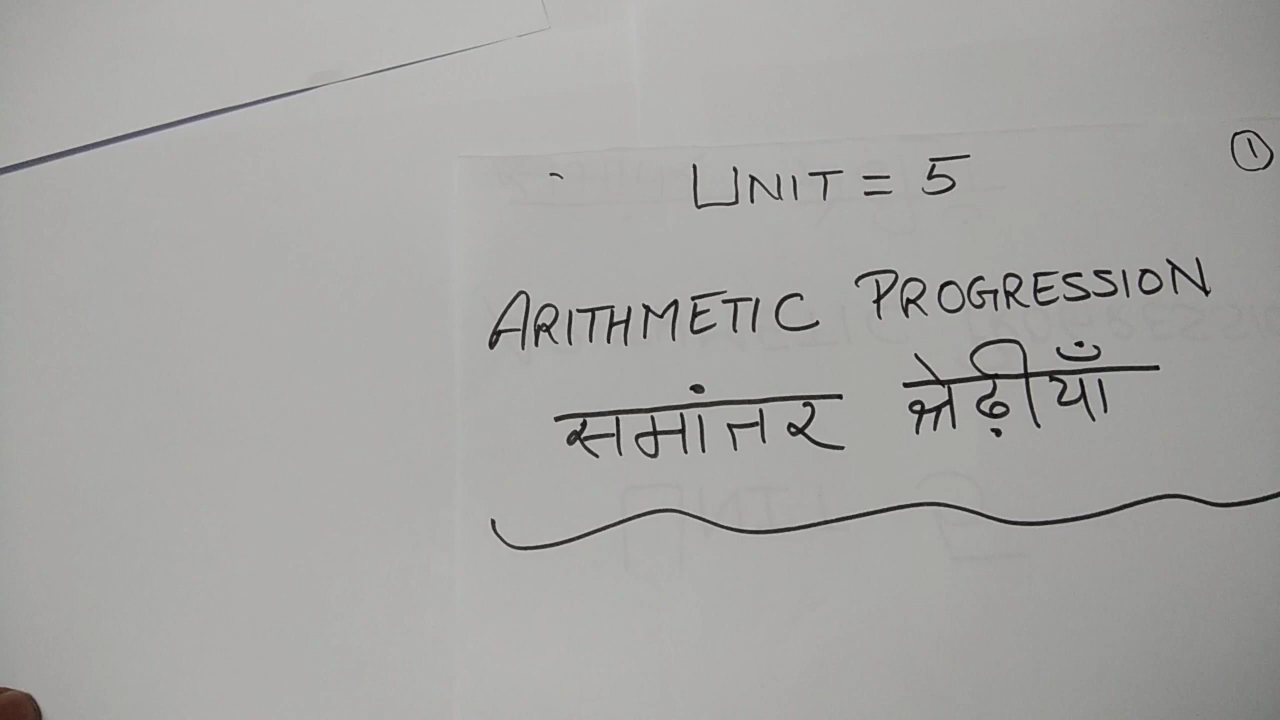 ①
UNIT = 5
ARITHMETIC PROGRESSION
समांतर श्रेढ़ीयाँ